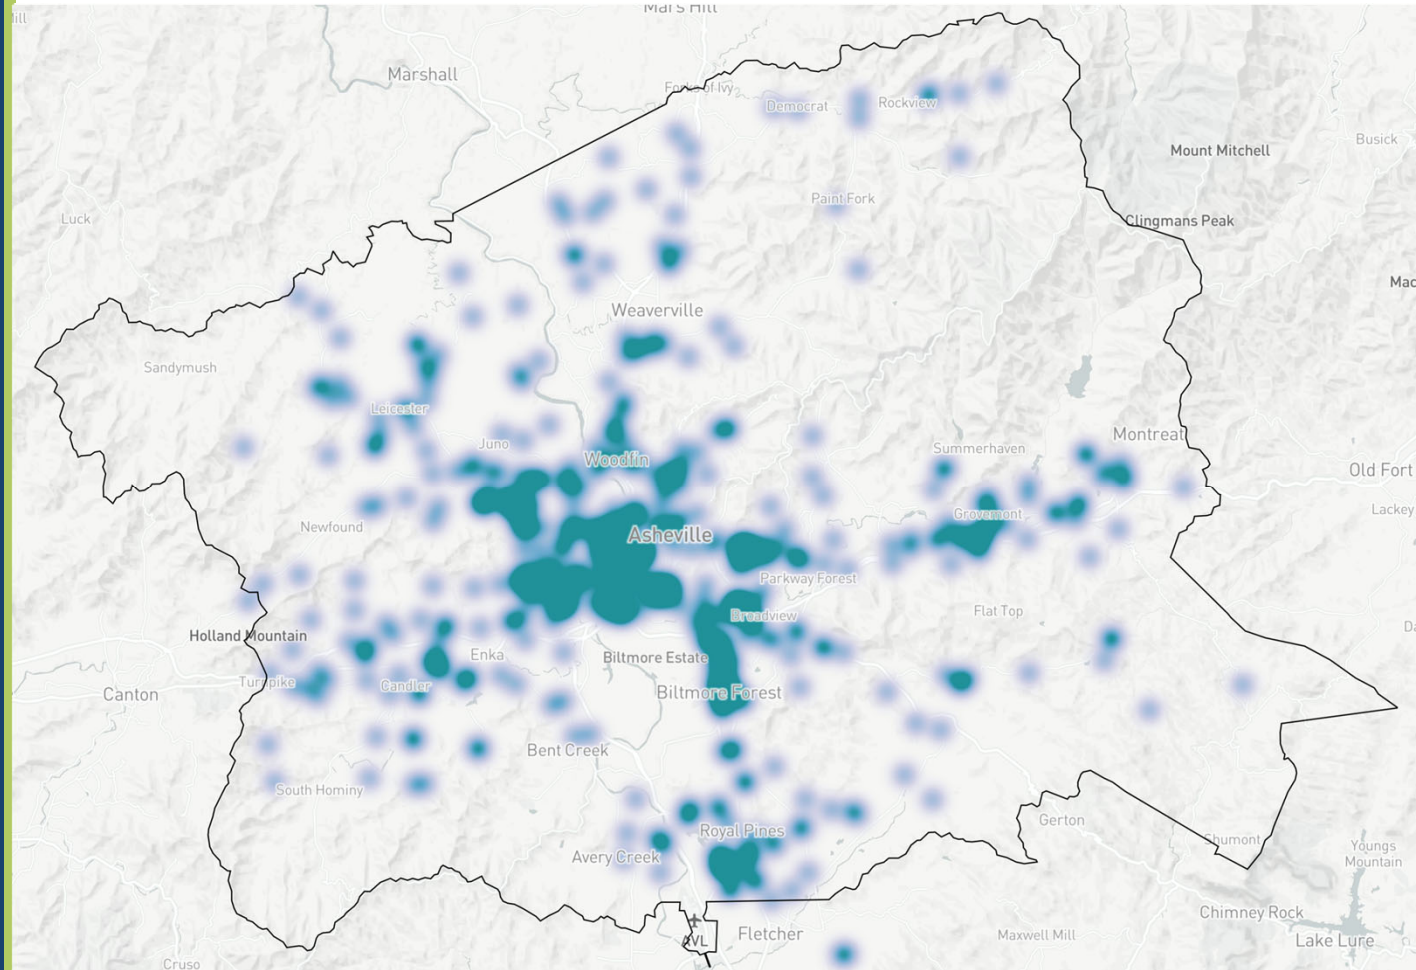 Mars Hill
Marshall
Forks of Ivy
Democrat
Rockview
Busick
Mount Mitchell
Luck
Paint Fork
Clingmans Peak
Weaverville
Sandymush
Leicester
Juno
Woodfin
Summerhaven
Montreat
Old Fort
Lackey
Newfound
Asheville
Grovemont
Parkway Forest
Flat Top
Broadview
Holland Mountain
Enka
Biltmore Estate
Turnpike
Candler
Biltmore Forest
Canton
Bent Creek
South Hominy
Royal Pines
Avery Creek
Gerton
Shumont
Youngs
Mountain
Chimney Rock
Lake Lure
AVL
Fletcher
Maxwell Mill
Cruso